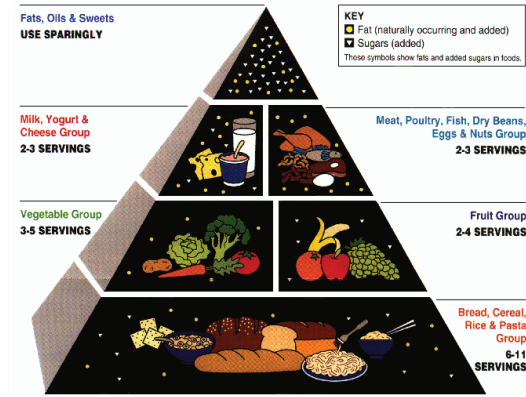 Fats, Oils & Sweets
USE SPARINGLY
KEY
Fat (naturally occurring and added)
Sugars (added)
These symbols show fats and added sugars in foods.
Milk, Yogurt &
Cheese Group
2-3 SERVINGS
Meat, Poultry, Fish, Dry Beans,
Eggs & Nuts Group
2-3 SERVINGS
Vegetable Group
3-5 SERVINGS
Fruit Group
2-4 SERVINGS
Bread, Cereal,
Rice & Pasta
Group
6-11
SERVINGS